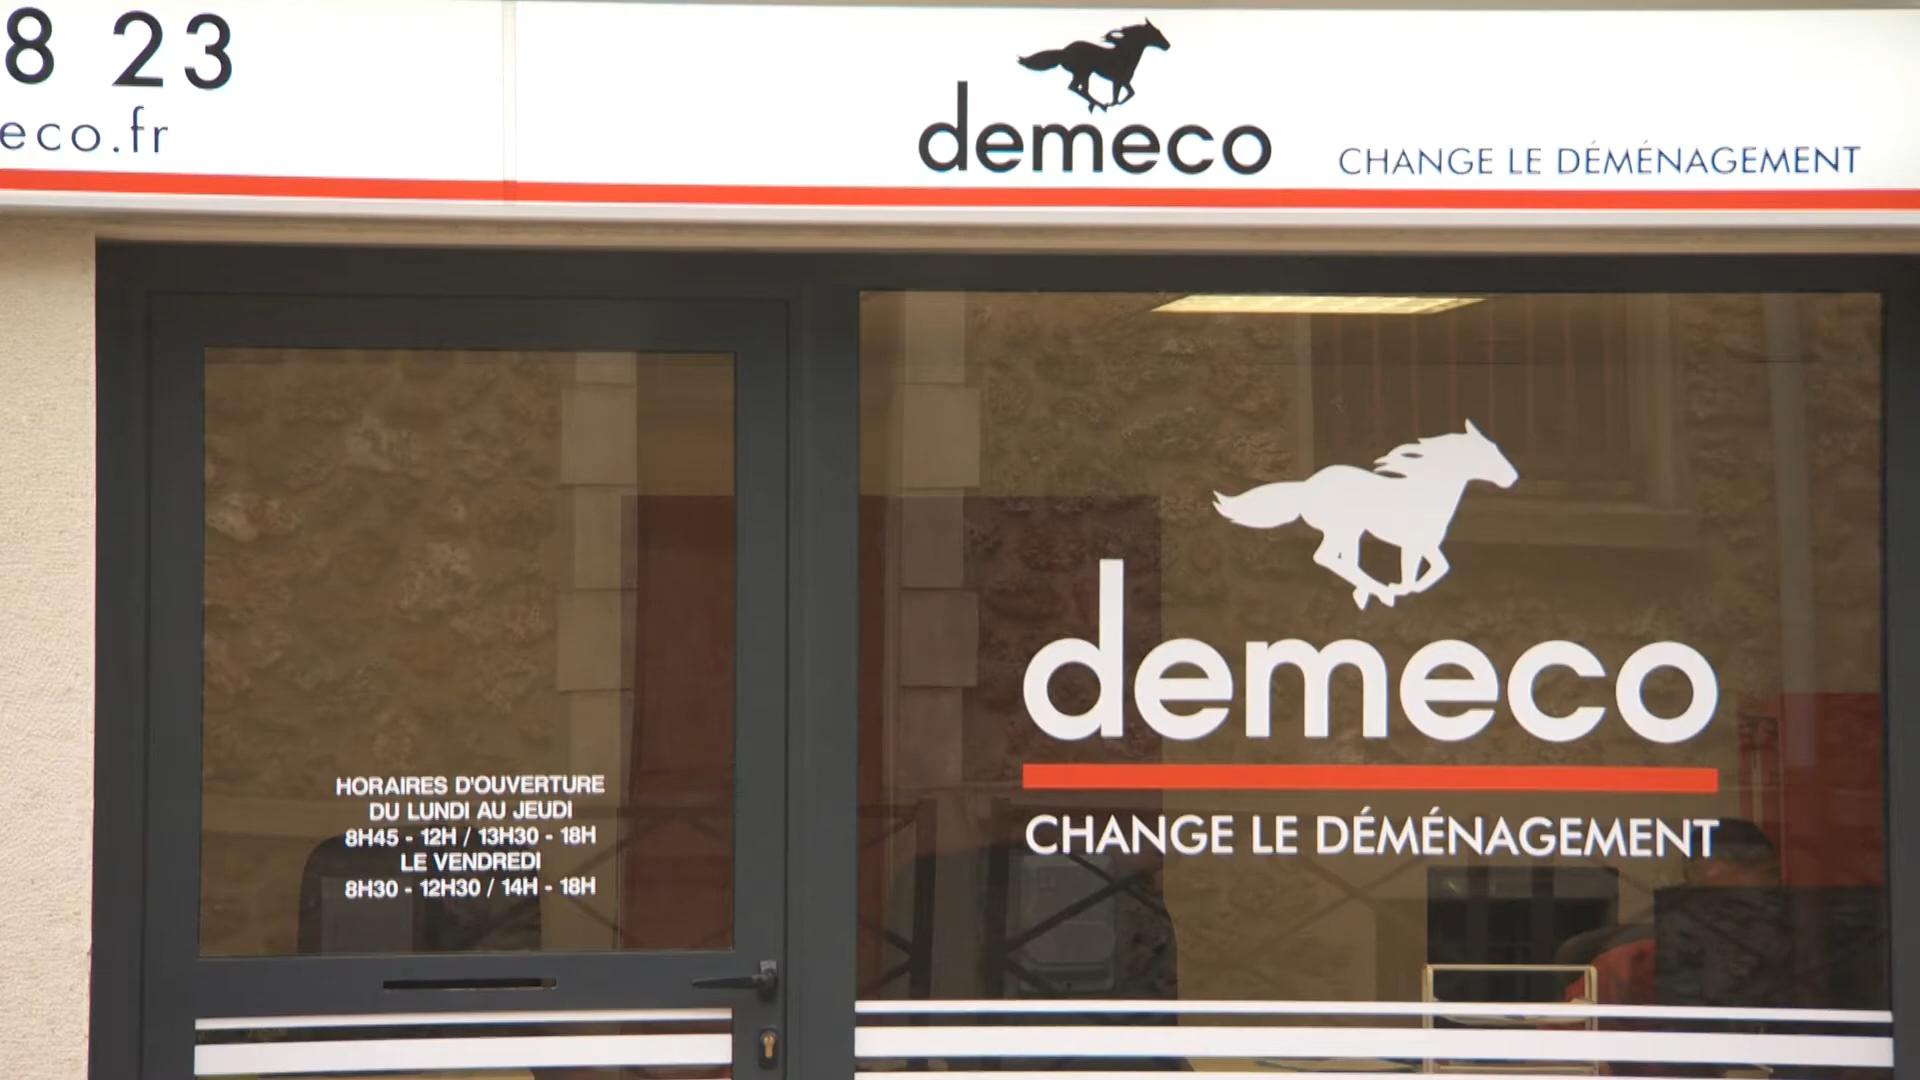 8 23
eco.fr
demeco
CHANGE LE DÉMÉNAGEMENT
HORAIRES D'OUVERTURE
DU LUNDI AU JEUDI
8H45 - 12H / 13H30 - 18H
LE VENDREDI
8H30 - 12H30 / 14H - 18H
demeco
CHANGE LE DÉMÉNAGEMENT